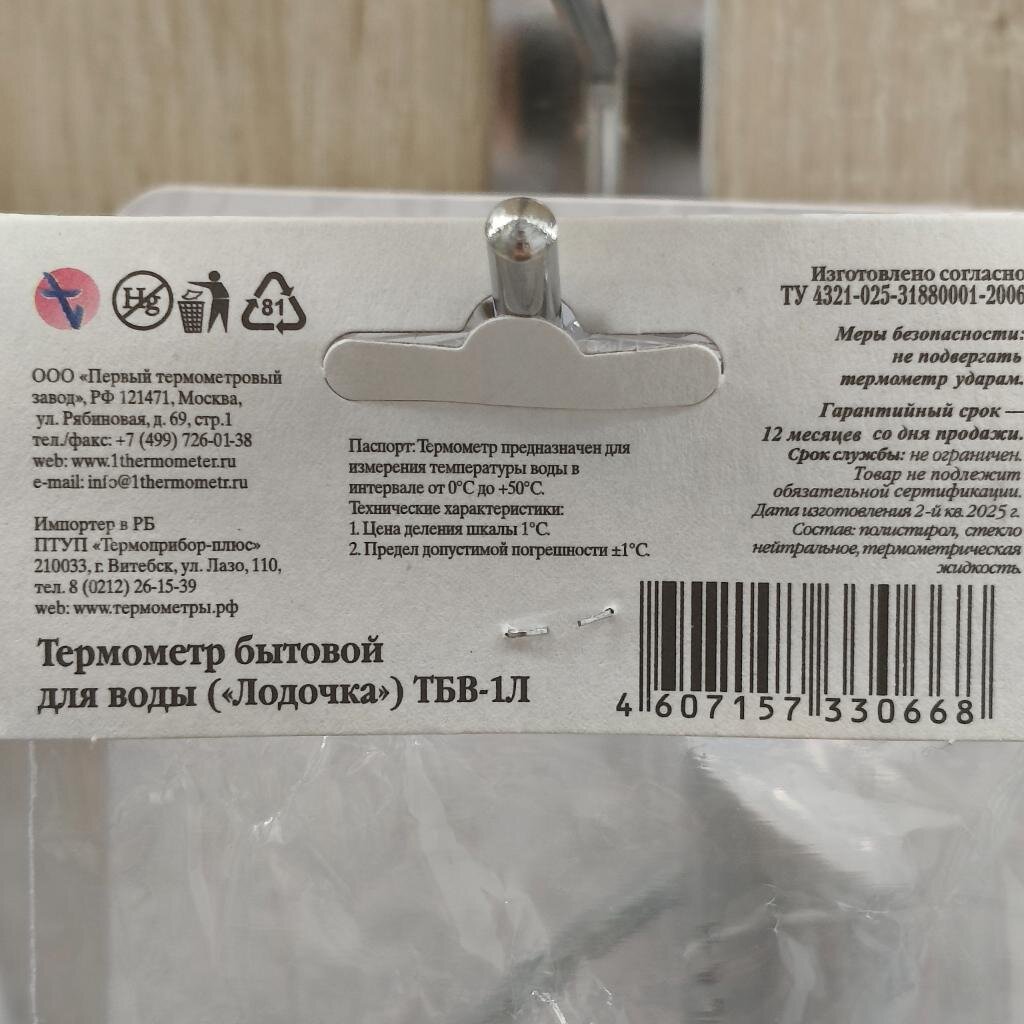 Hg
81
ООО «Первый термометровый
завод», РФ 121471, Москва,
ул. Рябиновая, д. 69, стр.1
тел./факс: +7 (499) 726-01-38
web: www.1thermometer.ru
e-mail: info@1thermometr.ru
Импортер в РБ
ПТУП «Термоприбор-плюс»
210033, г. Витебск, ул. Лазо, 110,
тел. 8 (0212) 26-15-39
web: www.термометры.рф
Термометр бытовой
для воды («Лодочка») ТБВ-1Л
Паспорт: Термометр предназначен для
измерения температуры воды в
интервале от 0°C до +50°C.
Технические характеристики:
1. Цена деления шкалы 1°C.
2. Предел допустимой погрешности ±1°C.
Изготовлено согласно
ТУ 4321-025-31880001-2006
Меры безопасности:
не подвергать
термометр ударам.
Гарантийный срок —
12 месяцев со дня продажи.
Срок службы: не ограничен.
Товар не подлежит
обязательной сертификации.
Дата изготовления 2-й кв. 2025 г.
Состав: полистирол, стекло
нейтральное, термометрическая
жидкость.
4 607157 330668